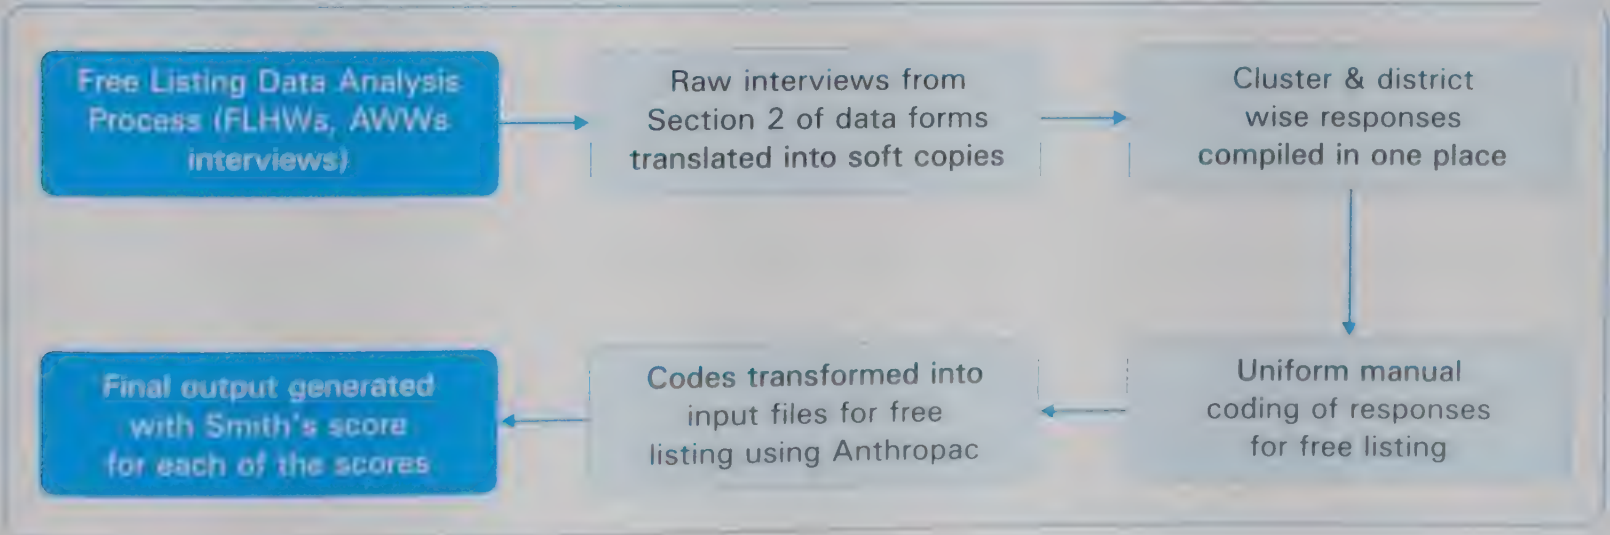 Free Listing Data Analysis
Process (FLHWs, AWWs
interviews)
Raw interviews from
Section 2 of data forms
translated into soft copies
Cluster & district
wise responses
compiled in one place
Uniform manual
coding of responses
for free listing
Codes transformed into
input files for free
listing using Anthropac
Final output generated
with Smith's score
for each of the scores